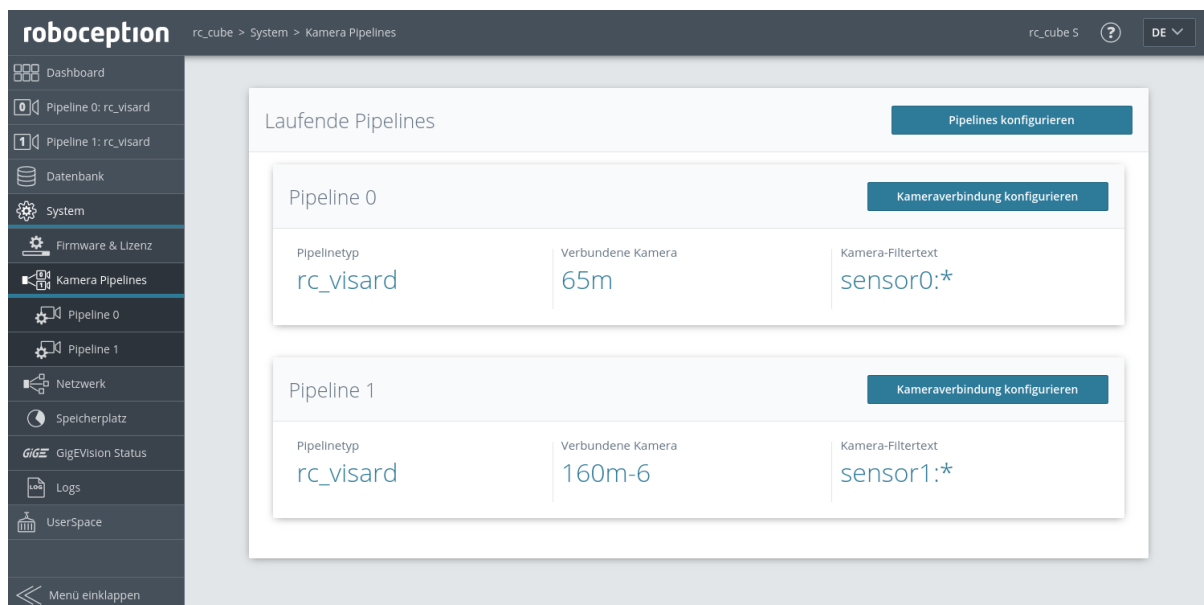 roboception
rc_cube > System > Kamera Pipelines
rc_cube S
?
DE
Dashboard
0 Pipeline 0: rc_visard
1 Pipeline 1: rc_visard
Datenbank
System
Firmware & Lizenz
0 1 Kamera Pipelines
Pipeline 0
Pipeline 1
Netzwerk
Speicherplatz
GiGE GigEVision Status
LOG Logs
UserSpace
Menü einklappen
Laufende Pipelines
Pipelines konfigurieren
Pipeline 0
Kameraverbindung konfigurieren
Pipelinetyp
rc_visard
Verbundene Kamera
65m
Kamera-Filtertext
sensor0:*
Pipeline 1
Kameraverbindung konfigurieren
Pipelinetyp
rc_visard
Verbundene Kamera
160m-6
Kamera-Filtertext
sensor1:*